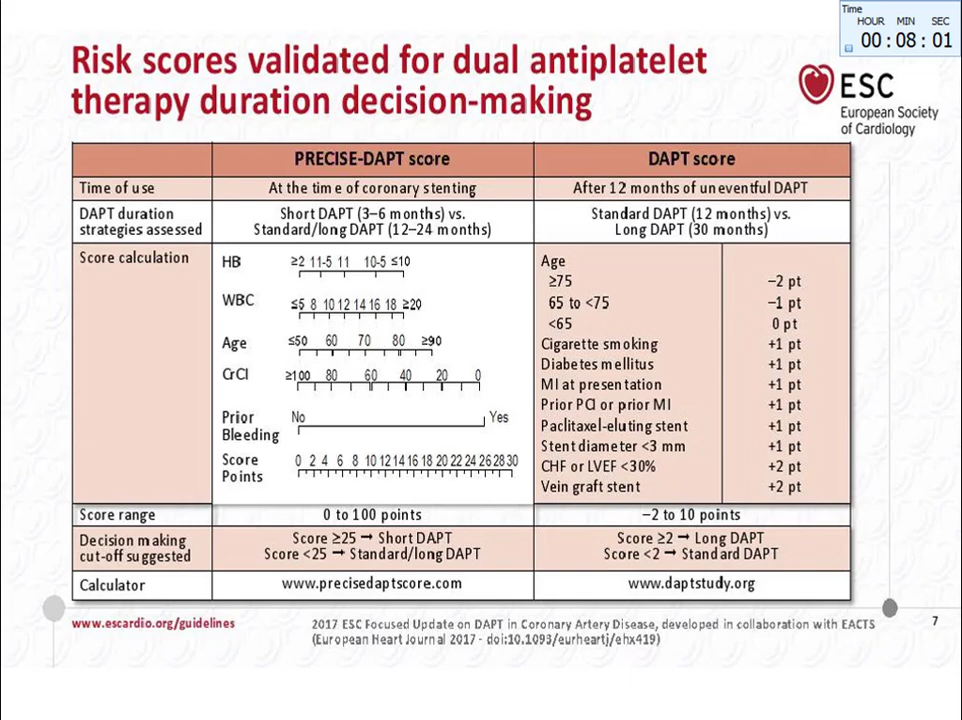 Time
HOUR MIN SEC
00 : 08 : 01
Risk scores validated for dual antiplatelet
therapy duration decision-making
ESC
European Society
of Cardiology
PRECISE-DAPT score
DAPT score
Time of use
At the time of coronary stenting
After 12 months of uneventful DAPT
DAPT duration
strategies assessed
Short DAPT (3–6 months) vs.
Standard/long DAPT (12–24 months)
Standard DAPT (12 months) vs.
Long DAPT (30 months)
Score calculation
HB
≥2 11-5 11 10-5 ≤10
WBC
≤5 8 10 12 14 16 18 ≥20
Age
≤50 60 70 80 ≥90
CrCl
≥100 80 60 40 20 0
Prior
Bleeding
No Yes
Score
Points
0 2 4 6 8 10 12 14 16 18 20 22 24 26 28 30
Age
≥75 −2 pt
65 to <75 −1 pt
<65 0 pt
Cigarette smoking +1 pt
Diabetes mellitus +1 pt
MI at presentation +1 pt
Prior PCI or prior MI +1 pt
Paclitaxel-eluting stent +1 pt
Stent diameter <3 mm +1 pt
CHF or LVEF <30% +2 pt
Vein graft stent +2 pt
Score range
0 to 100 points
−2 to 10 points
Decision making
cut-off suggested
Score ≥25 → Short DAPT
Score <25 → Standard/long DAPT
Score ≥2 → Long DAPT
Score <2 → Standard DAPT
Calculator
www.precisedaptscore.com
www.daptstudy.org
www.escardio.org/guidelines
2017 ESC Focused Update on DAPT in Coronary Artery Disease, developed in collaboration with EACTS
(European Heart Journal 2017 - doi:10.1093/eurheartj/ehx419)
7